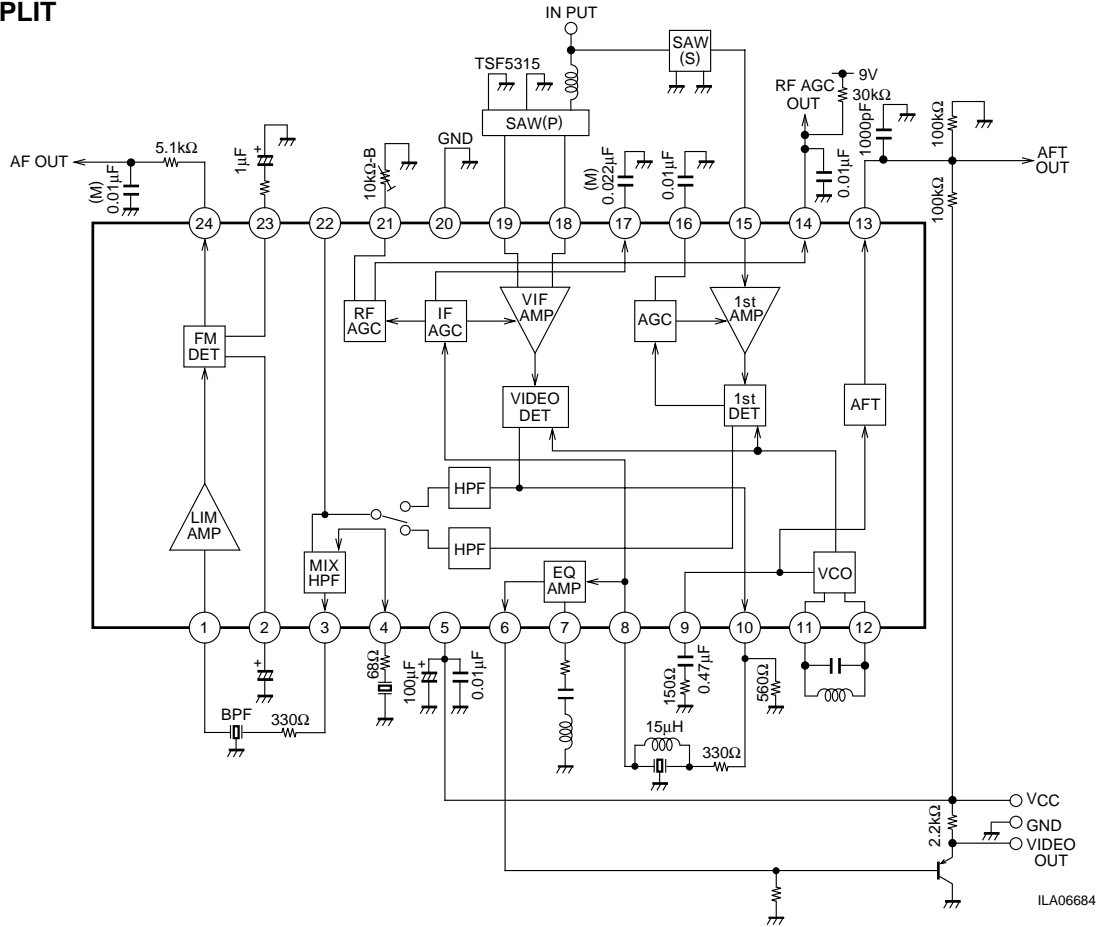 PLIT
IN PUT
SAW
(S)
TSF5315
SAW(P)
RF AGC
OUT
9V
30kΩ
1000pF
100kΩ
AF OUT
5.1kΩ
(M)
0.01μF
1μF
+
10kΩ-B
GND
(M)
0.022μF
0.01μF
0.01μF
100kΩ
AFT
OUT
24
23
22
21
20
19
18
17
16
15
14
13
FM
DET
RF
AGC
IF
AGC
VIF
AMP
AGC
1st
AMP
VIDEO
DET
1st
DET
AFT
LIM
AMP
HPF
HPF
MIX
HPF
EQ
AMP
VCO
1
2
3
4
5
6
7
8
9
10
11
12
+
68Ω
100μF
+
0.01μF
150Ω
0.47μF
560Ω
BPF
330Ω
15μH
330Ω
VCC
2.2kΩ
GND
VIDEO
OUT
ILA06684